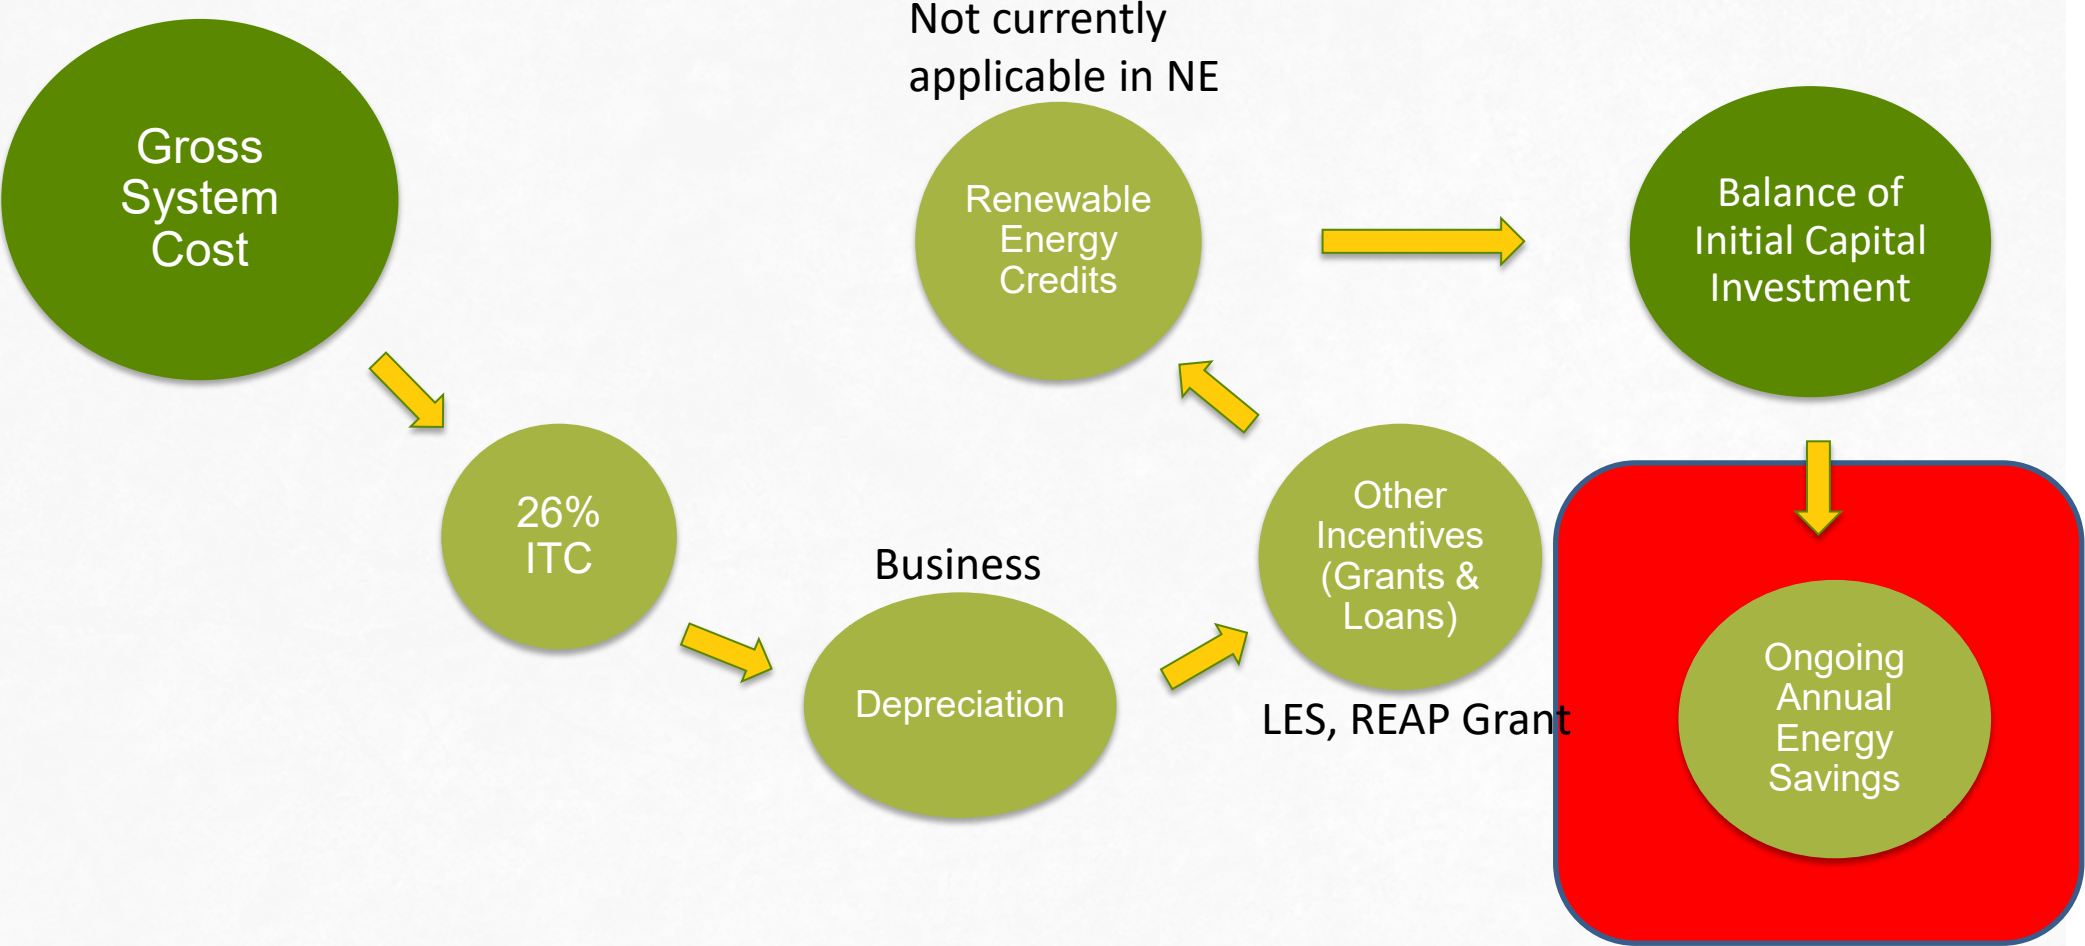 Gross
System
Cost
26%
ITC
Business
Depreciation
Other
Incentives
(Grants &
Loans)
LES, REAP Grant
Not currently
applicable in NE
Renewable
Energy
Credits
Balance of
Initial Capital
Investment
Ongoing
Annual
Energy
Savings